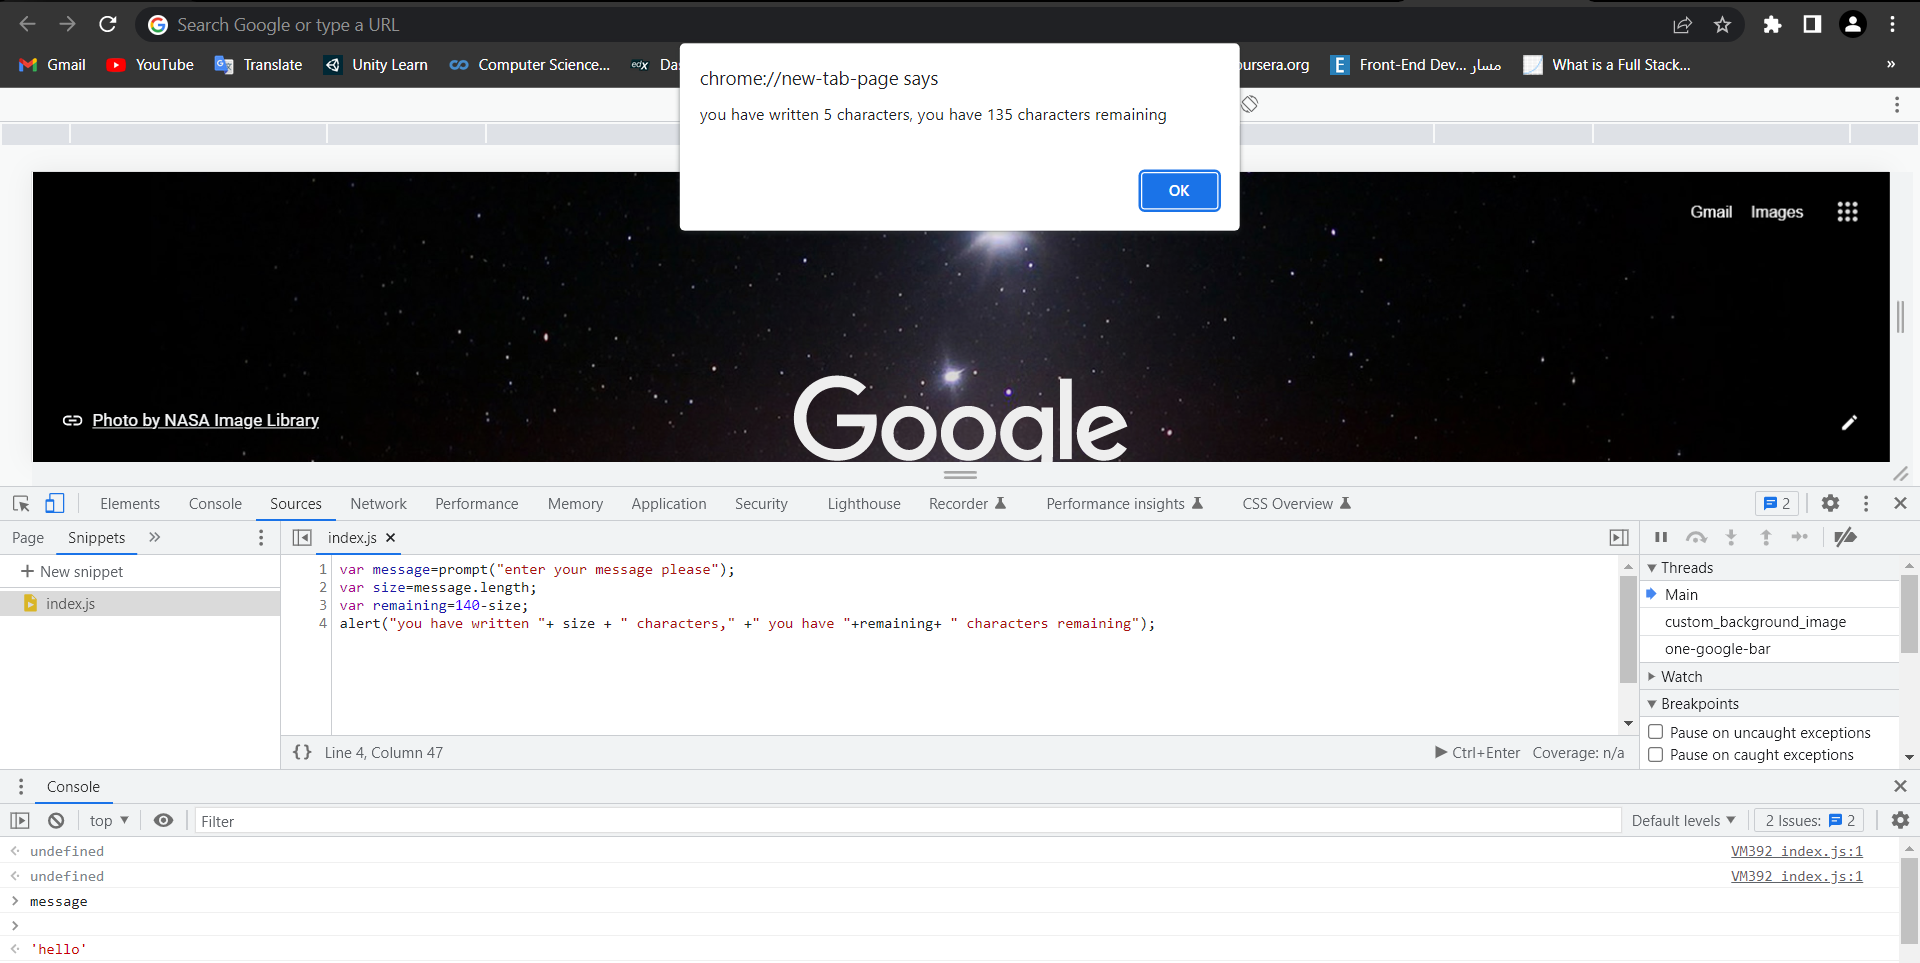 Search Google or type a URL
Gmail YouTube Translate Unity Learn Computer Science... edx Das oursera.org E Front-End Dev... مسار What is a Full Stack... »
chrome://new-tab-page says
you have written 5 characters, you have 135 characters remaining
OK
Gmail Images
Google
Photo by NASA Image Library
Elements Console Sources Network Performance Memory Application Security Lighthouse Recorder Performance insights CSS Overview 2
Page Snippets » index.js
New snippet
index.js
1 var message=prompt("enter your message please");
2 var size=message.length;
3 var remaining=140-size;
4 alert("you have written "+ size + " characters," +" you have "+remaining+ " characters remaining");
Threads
Main
custom_background_image
one-google-bar
Watch
Breakpoints
Pause on uncaught exceptions
Pause on caught exceptions
{} Line 4, Column 47 Ctrl+Enter Coverage: n/a
Console
top Filter Default levels 2 Issues: 2
undefined VM392 index.js:1
undefined VM392 index.js:1
message
'hello'